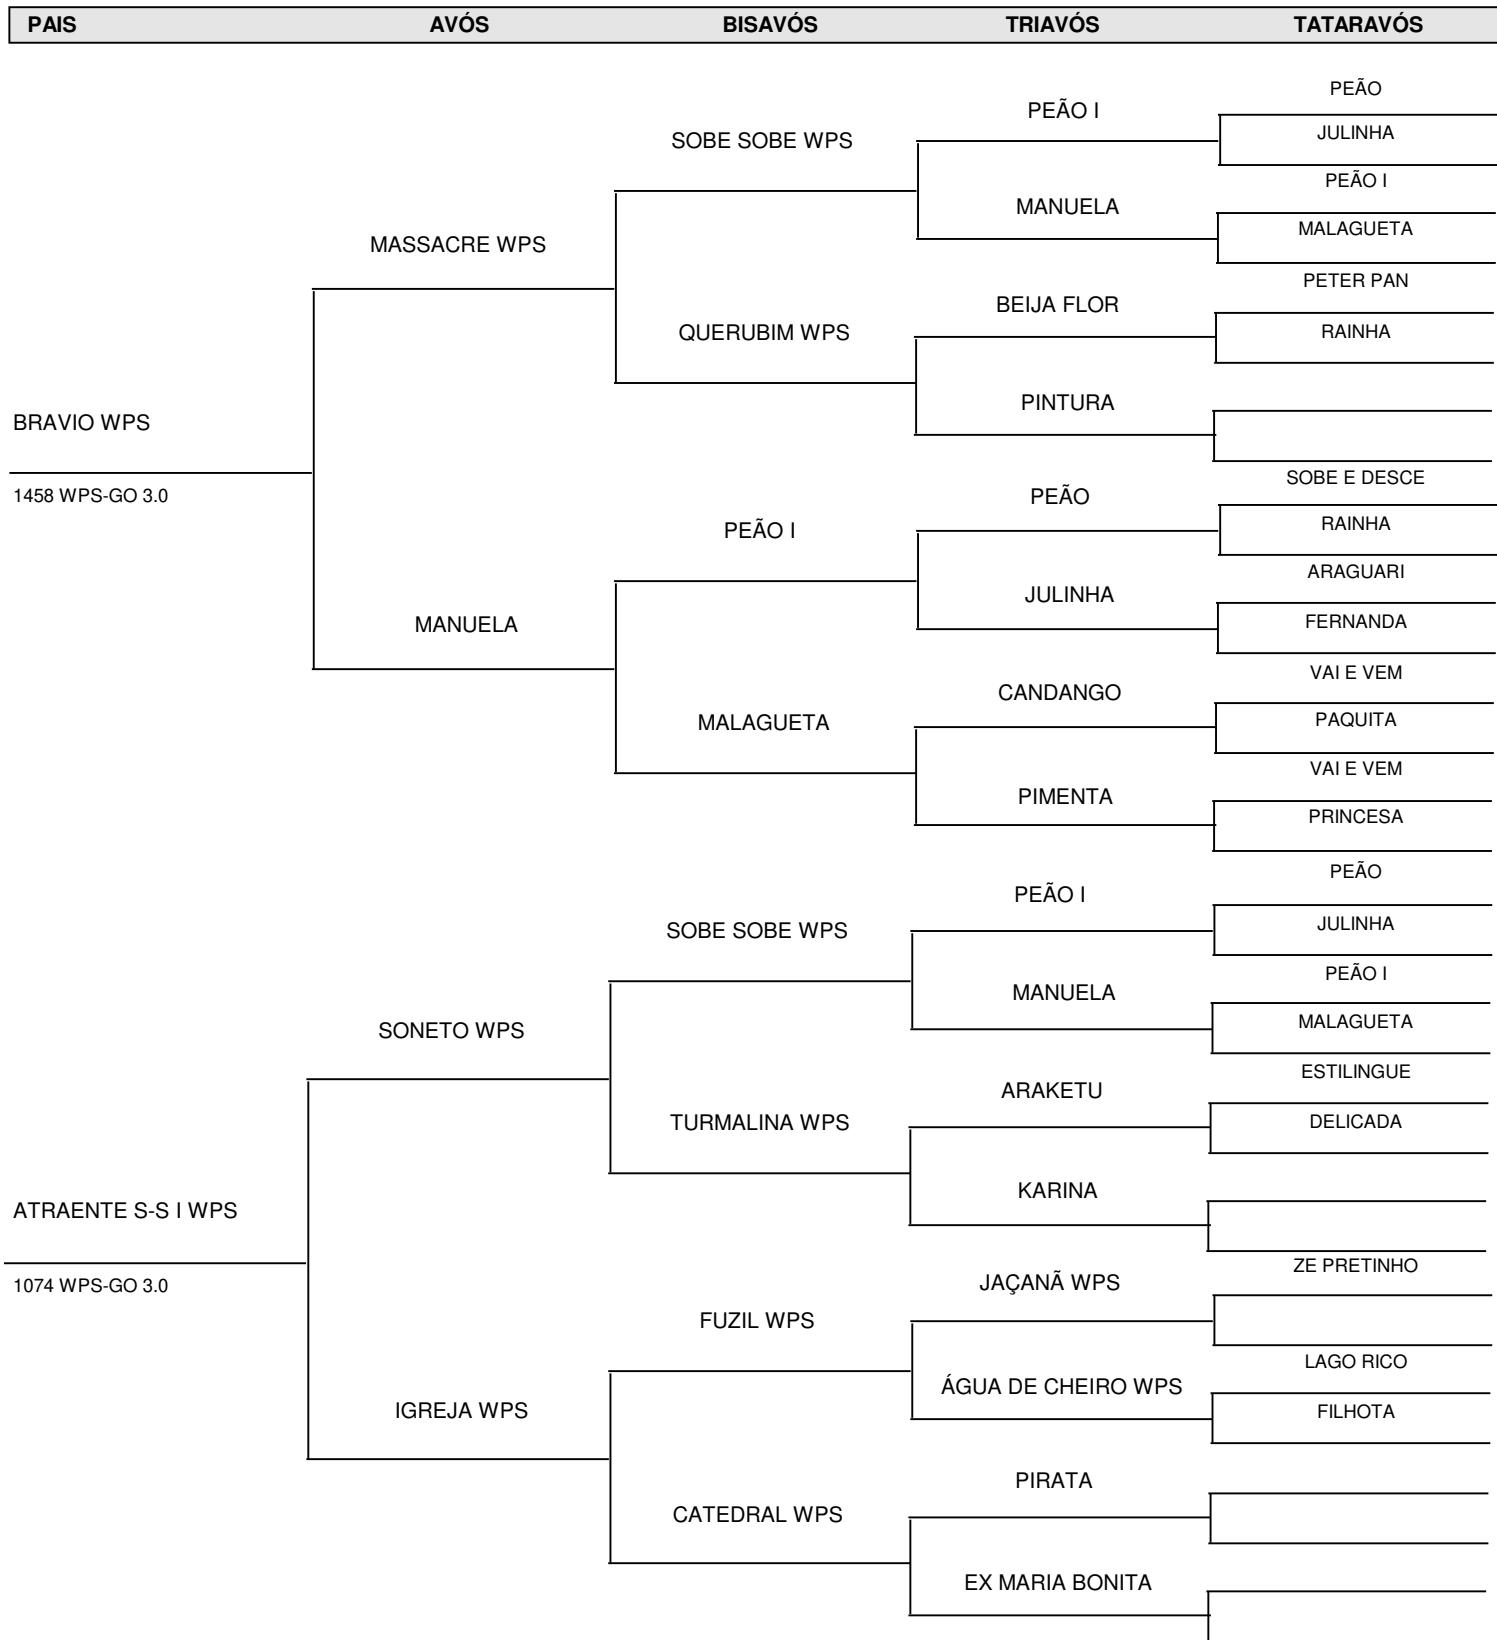 PAIS AVÓS BISAVÓS TRIAVÓS TATARAVÓS
PEÃO
PEÃO I
JULINHA
SOBE SOBE WPS
PEÃO I
MANUELA
MALAGUETA
MASSACRE WPS
PETER PAN
BEIJA FLOR
RAINHA
QUERUBIM WPS
PINTURA
BRAVIO WPS
SOBE E DESCE
1458 WPS-GO 3.0
PEÃO
RAINHA
PEÃO I
ARAGUARI
JULINHA
FERNANDA
MANUELA
VAI E VEM
CANDANGO
PAQUITA
MALAGUETA
VAI E VEM
PIMENTA
PRINCESA
PEÃO
PEÃO I
JULINHA
SOBE SOBE WPS
PEÃO I
MANUELA
MALAGUETA
SONETO WPS
ESTILINGUE
ARAKETU
DELICADA
TURMALINA WPS
KARINA
ATRAENTE S-S I WPS
ZE PRETINHO
1074 WPS-GO 3.0
JAÇANÃ WPS
FUZIL WPS
LAGO RICO
ÁGUA DE CHEIRO WPS
FILHOTA
IGREJA WPS
PIRATA
CATEDRAL WPS
EX MARIA BONITA